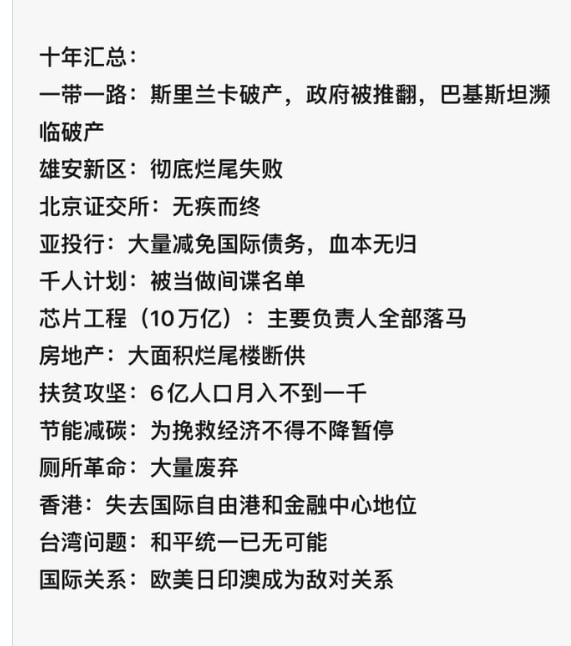 十年汇总：
一带一路：斯里兰卡破产，政府被推翻，巴基斯坦濒
临破产
雄安新区：彻底烂尾失败
北京证交所：无疾而终
亚投行：大量减免国际债务，血本无归
千人计划：被当做间谍名单
芯片工程（10万亿）：主要负责人全部落马
房地产：大面积烂尾楼断供
扶贫攻坚：6亿人口月入不到一千
节能减碳：为挽救经济不得不降暂停
厕所革命：大量废弃
香港：失去国际自由港和金融中心地位
台湾问题：和平统一已无可能
国际关系：欧美日印澳成为敌对关系